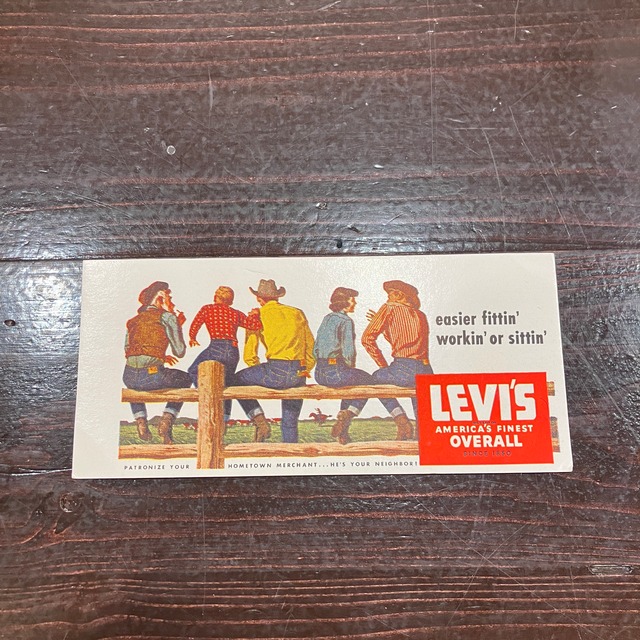 easier fittin'
workin' or sittin'
LEVI'S
AMERICA'S FINEST
OVERALL
SINCE 1850
PATRONIZE YOUR HOMETOWN MERCHANT...HE'S YOUR NEIGHBOR!